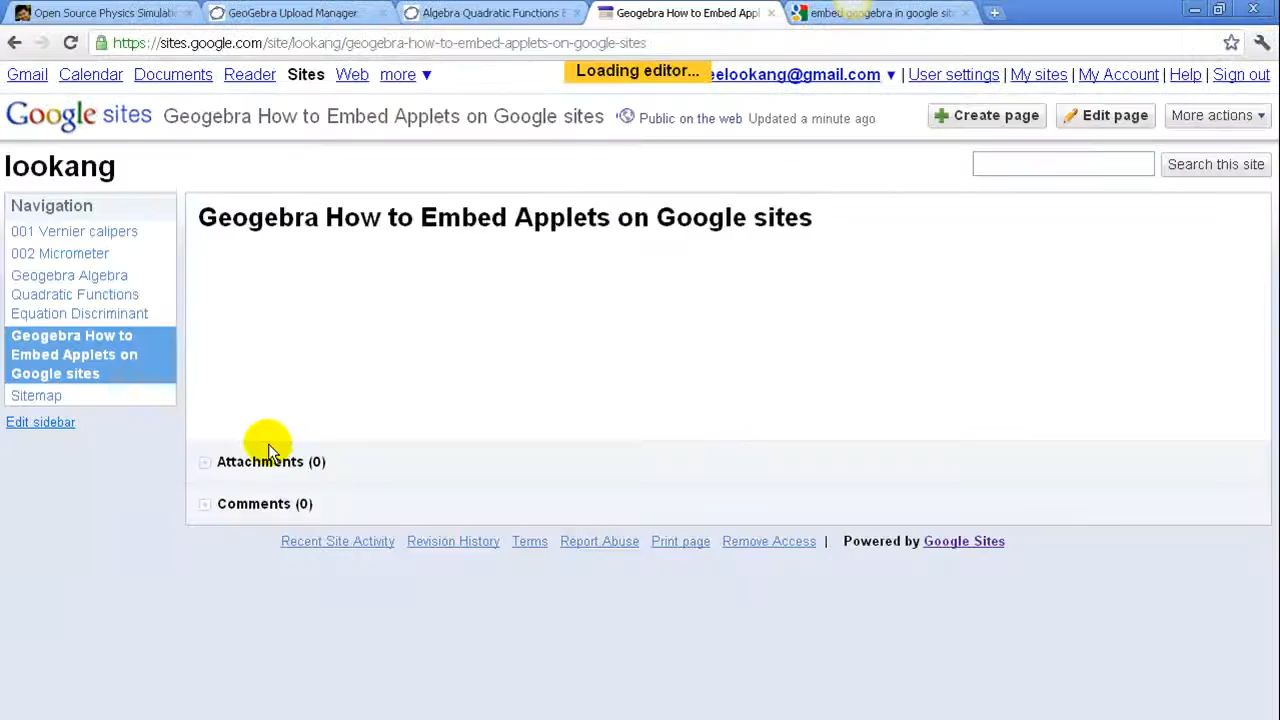 Open Source Physics Simulati
GeoGebra Upload Manager
Algebra Quadratic Functions E
Geogebra How to Embed Appl
embed geogebra in google sit
https://sites.google.com/site/lookang/geogebra-how-to-embed-applets-on-google-sites
Gmail Calendar Documents Reader Sites Web more ▼ Loading editor... eelookang@gmail.com ▼ | User settings | My sites | My Account | Help | Sign out
Google sites Geogebra How to Embed Applets on Google sites Public on the web Updated a minute ago Create page Edit page More actions
lookang
Search this site
Navigation
001 Vernier calipers
002 Micrometer
Geogebra Algebra
Quadratic Functions
Equation Discriminant
Geogebra How to
Embed Applets on
Google sites
Sitemap
Edit sidebar
Geogebra How to Embed Applets on Google sites
Attachments (0)
Comments (0)
Recent Site Activity Revision History Terms Report Abuse Print page Remove Access | Powered by Google Sites